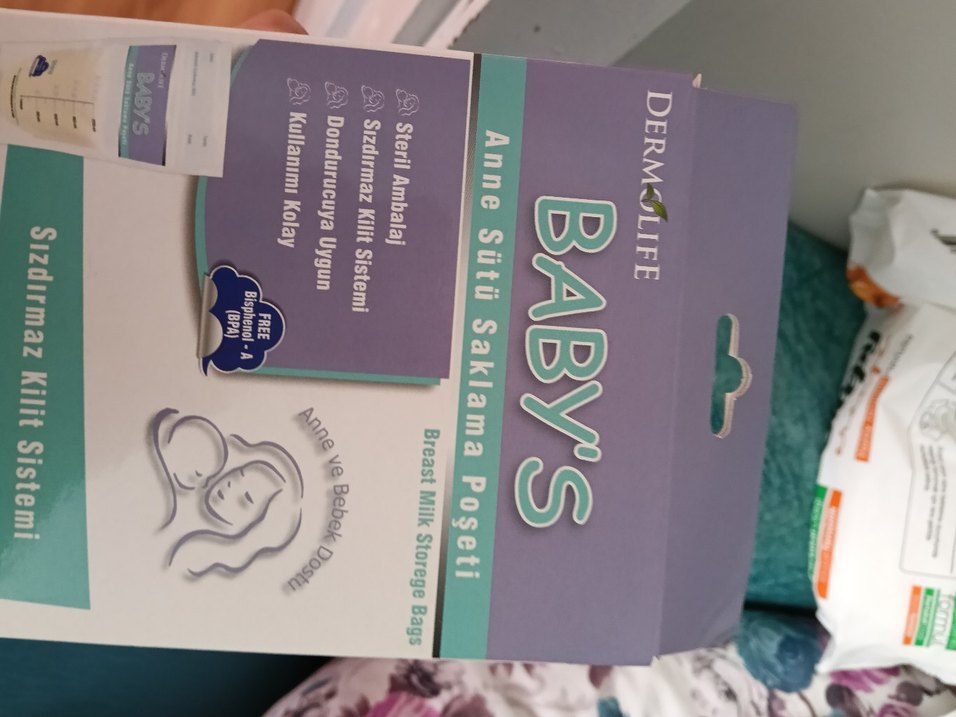 DERMOLIFE
BABY'S
Anne Sütü Saklama Poşeti
Breast Milk Storege Bags
Steril Ambalaj
Sızdırmaz Kilit Sistemi
Dondurucuya Uygun
Kullanımı Kolay
FREE
Bisphenol - A
(BPA)
Anne ve Bebek Dostu
BABY'S
Sızdırmaz Kilit Sistemi